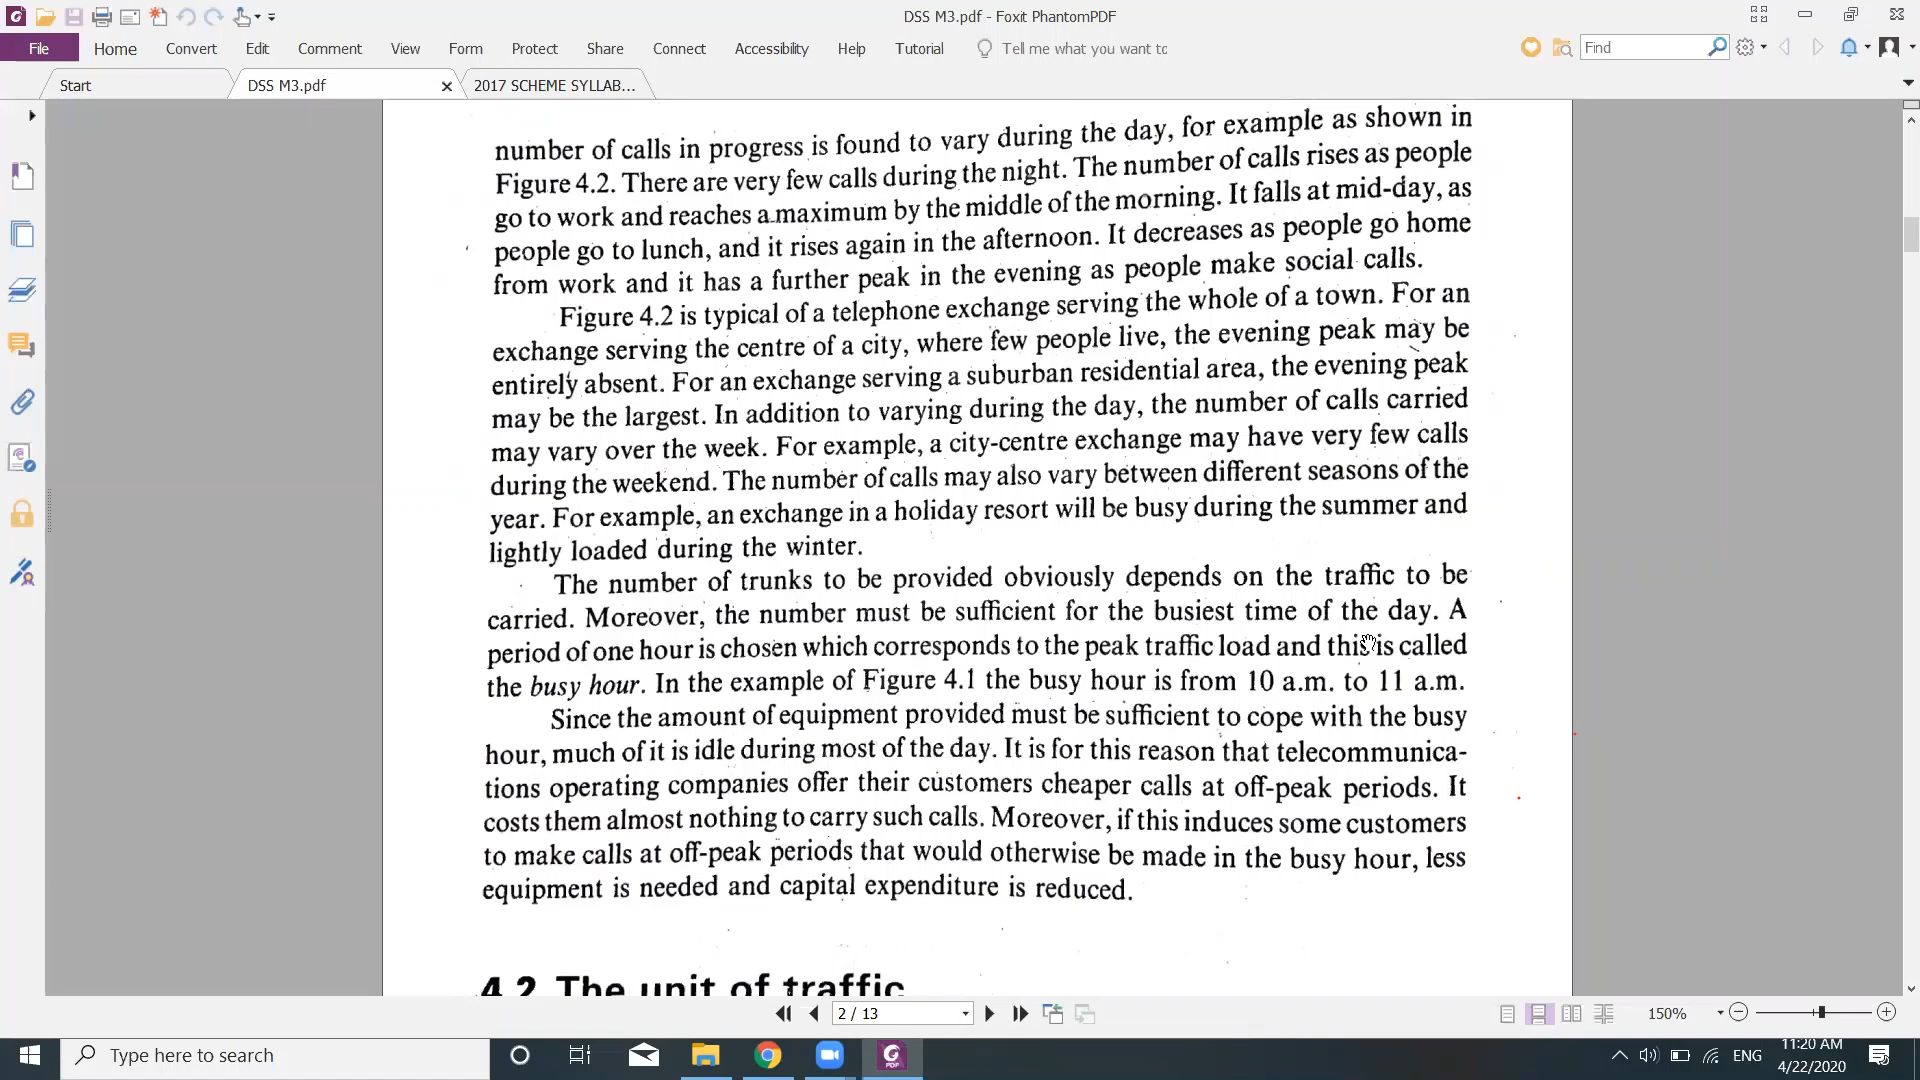 DSS M3.pdf - Foxit PhantomPDF
File Home Convert Edit Comment View Form Protect Share Connect Accessibility Help Tutorial Tell me what you want to Find
Start DSS M3.pdf 2017 SCHEME SYLLAB...
number of calls in progress is found to vary during the day, for example as shown in
Figure 4.2. There are very few calls during the night. The number of calls rises as people
go to work and reaches a maximum by the middle of the morning. It falls at mid-day, as
people go to lunch, and it rises again in the afternoon. It decreases as people go home
from work and it has a further peak in the evening as people make social calls.
Figure 4.2 is typical of a telephone exchange serving the whole of a town. For an
exchange serving the centre of a city, where few people live, the evening peak may be
entirely absent. For an exchange serving a suburban residential area, the evening peak
may be the largest. In addition to varying during the day, the number of calls carried
may vary over the week. For example, a city-centre exchange may have very few calls
during the weekend. The number of calls may also vary between different seasons of the
year. For example, an exchange in a holiday resort will be busy during the summer and
lightly loaded during the winter.
The number of trunks to be provided obviously depends on the traffic to be
carried. Moreover, the number must be sufficient for the busiest time of the day. A
period of one hour is chosen which corresponds to the peak traffic load and this is called
the busy hour. In the example of Figure 4.1 the busy hour is from 10 a.m. to 11 a.m.
Since the amount of equipment provided must be sufficient to cope with the busy
hour, much of it is idle during most of the day. It is for this reason that telecommunica-
tions operating companies offer their customers cheaper calls at off-peak periods. It
costs them almost nothing to carry such calls. Moreover, if this induces some customers
to make calls at off-peak periods that would otherwise be made in the busy hour, less
equipment is needed and capital expenditure is reduced.
4.2 The unit of traffic
2 / 13
150%
Type here to search
ENG
11:20 AM
4/22/2020